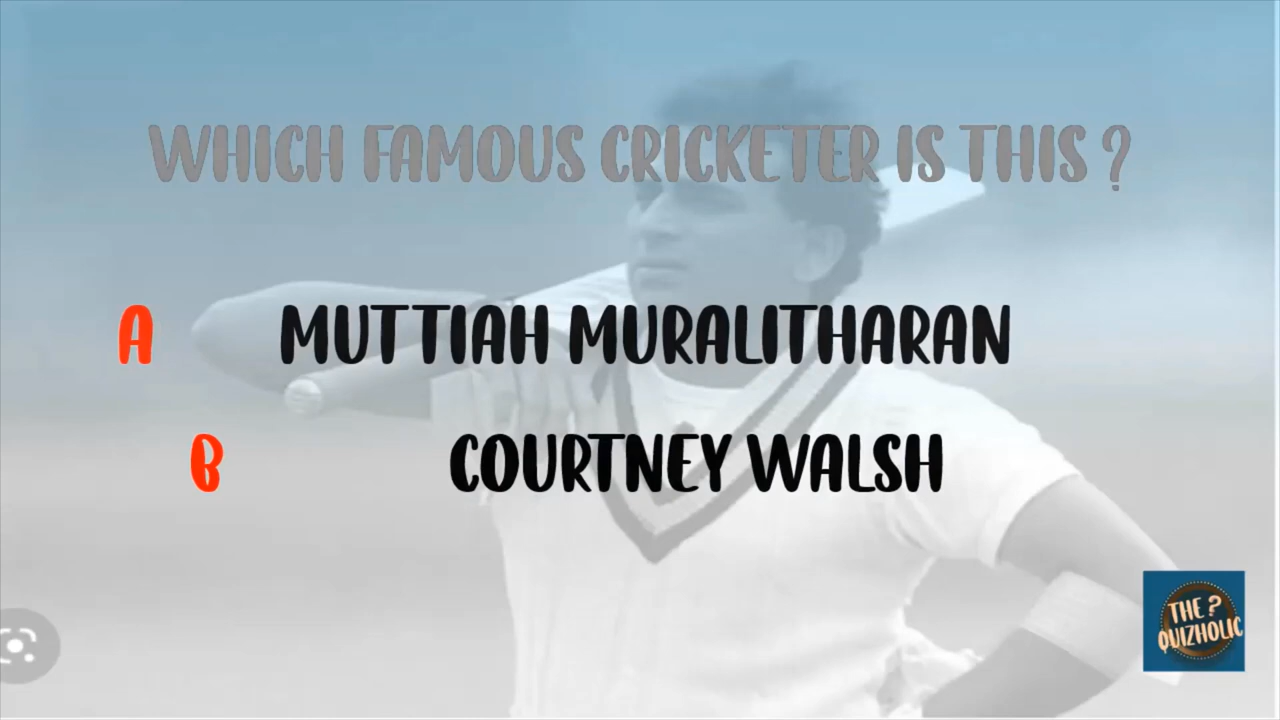 WHICH FAMOUS CRICKETER IS THIS ?
A MUTTIAH MURALITHARAN
B COURTNEY WALSH
THE ?
QUIZHOLIC